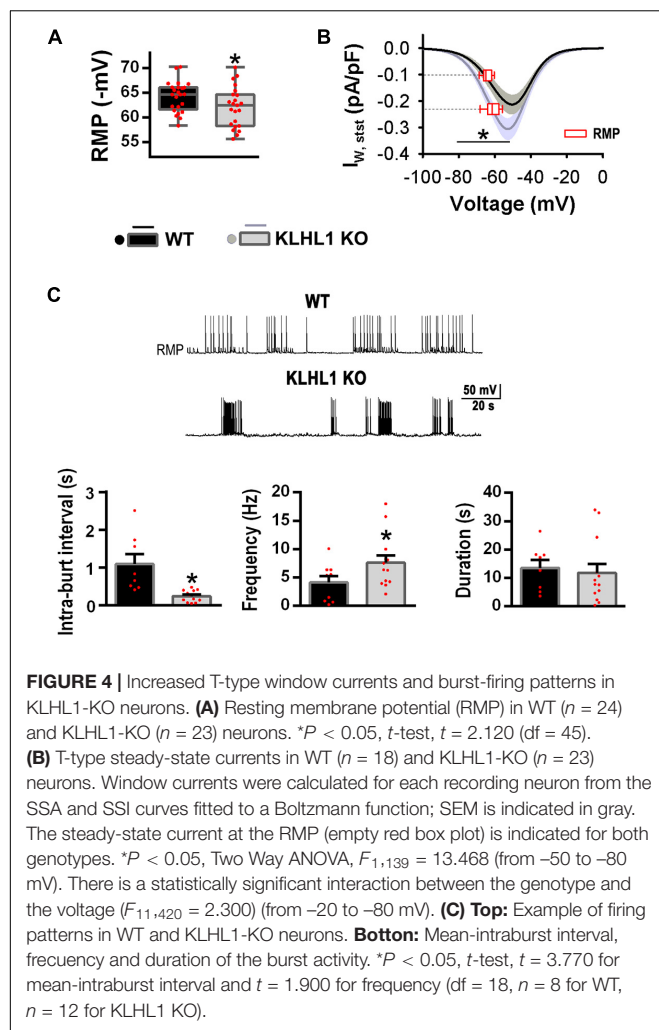 A
*
RMP (-mV)
70
65
60
55
B
I W, stst (pA/pF)
0.0
-0.1
-0.2
-0.3
-0.4
*
RMP
-100 -80 -60 -40 -20 0
Voltage (mV)
WT KLHL1 KO
C
WT
RMP
KLHL1 KO
50 mV
20 s
Intra-burt interval (s)
3
2
1
0
*
Frequency (Hz)
20
15
10
5
0
*
Duration (s)
40
30
20
10
0
FIGURE 4 | Increased T-type window currents and burst-firing patterns in
KLHL1-KO neurons. (A) Resting membrane potential (RMP) in WT (n = 24)
and KLHL1-KO (n = 23) neurons. *P < 0.05, t-test, t = 2.120 (df = 45).
(B) T-type steady-state currents in WT (n = 18) and KLHL1-KO (n = 23)
neurons. Window currents were calculated for each recording neuron from the
SSA and SSI curves fitted to a Boltzmann function; SEM is indicated in gray.
The steady-state current at the RMP (empty red box plot) is indicated for both
genotypes. *P < 0.05, Two Way ANOVA, F1,139 = 13.468 (from –50 to –80
mV). There is a statistically significant interaction between the genotype and
the voltage (F11,420 = 2.300) (from –20 to –80 mV). (C) Top: Example of firing
patterns in WT and KLHL1-KO neurons. Botton: Mean-intraburst interval,
frecuency and duration of the burst activity. *P < 0.05, t-test, t = 3.770 for
mean-intraburst interval and t = 1.900 for frequency (df = 18, n = 8 for WT,
n = 12 for KLHL1 KO).